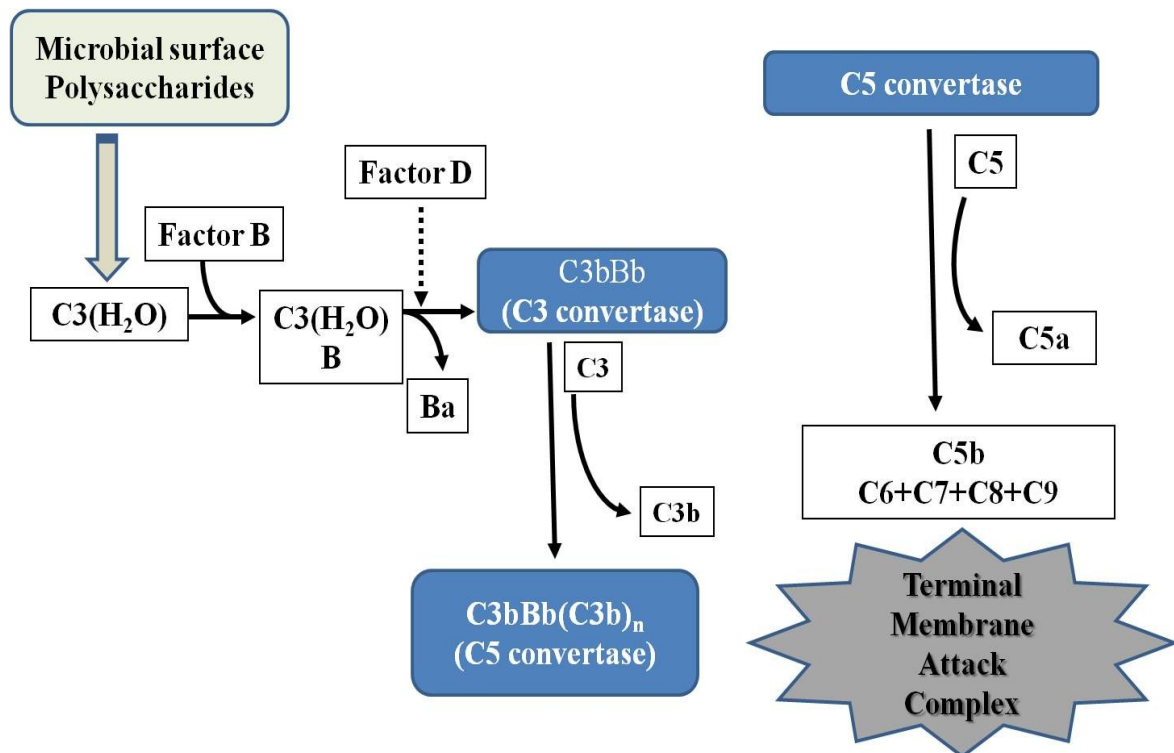 Microbial surface
Polysaccharides
Factor D
Factor B
C3(H₂O)
C3(H₂O)
B
Ba
C3bBb
(C3 convertase)
C3
C3b
C3bBb(C3b)ₙ
(C5 convertase)
C5 convertase
C5
C5a
C5b
C6+C7+C8+C9
Terminal
Membrane
Attack
Complex